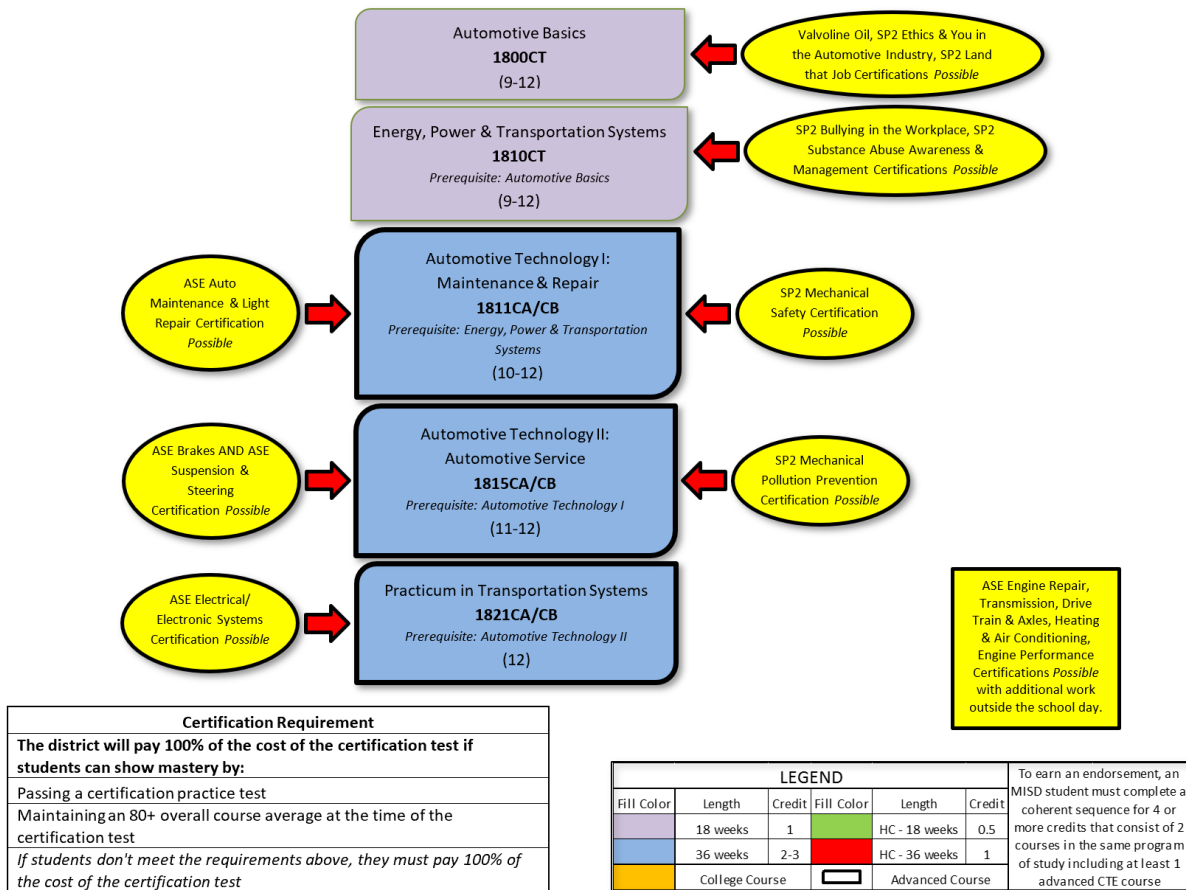 Automotive Basics
1800CT
(9-12)
Valvoline Oil, SP2 Ethics & You in
the Automotive Industry, SP2 Land
that Job Certifications Possible
Energy, Power & Transportation Systems
1810CT
Prerequisite: Automotive Basics
(9-12)
SP2 Bullying in the Workplace, SP2
Substance Abuse Awareness &
Management Certifications Possible
ASE Auto
Maintenance & Light
Repair Certification
Possible
Automotive Technology I:
Maintenance & Repair
1811CA/CB
Prerequisite: Energy, Power & Transportation
Systems
(10-12)
SP2 Mechanical
Safety Certification
Possible
ASE Brakes AND ASE
Suspension &
Steering
Certification Possible
Automotive Technology II:
Automotive Service
1815CA/CB
Prerequisite: Automotive Technology I
(11-12)
SP2 Mechanical
Pollution Prevention
Certification Possible
ASE Electrical/
Electronic Systems
Certification Possible
Practicum in Transportation Systems
1821CA/CB
Prerequisite: Automotive Technology II
(12)
ASE Engine Repair,
Transmission, Drive
Train & Axles, Heating
& Air Conditioning,
Engine Performance
Certifications Possible
with additional work
outside the school day.
Certification Requirement
The district will pay 100% of the cost of the certification test if
students can show mastery by:
Passing a certification practice test
Maintaining an 80+ overall course average at the time of the
certification test
If students don't meet the requirements above, they must pay 100% of
the cost of the certification test
LEGEND
Fill Color Length Credit Fill Color Length Credit
18 weeks 1 HC - 18 weeks 0.5
36 weeks 2-3 HC - 36 weeks 1
College Course Advanced Course
To earn an endorsement, an
MISD student must complete a
coherent sequence for 4 or
more credits that consist of 2
courses in the same program
of study including at least 1
advanced CTE course